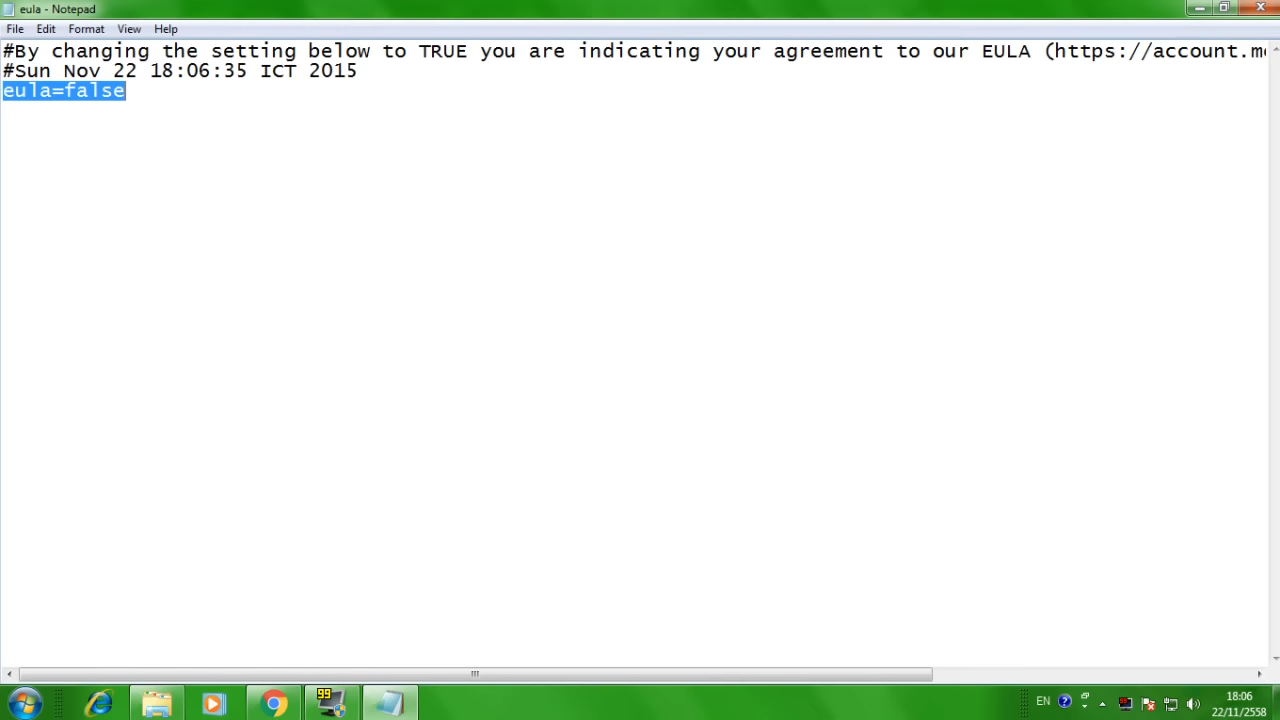 eula - Notepad
File Edit Format View Help
#By changing the setting below to TRUE you are indicating your agreement to our EULA (https://account.mo
#Sun Nov 22 18:06:35 ICT 2015
eula=false
99
EN
18:06
22/11/2558